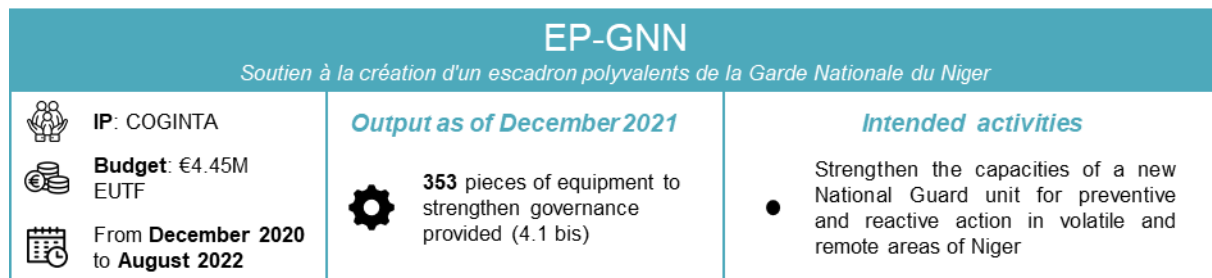 EP-GNN
Soutien à la création d'un escadron polyvalents de la Garde Nationale du Niger
IP: COGINTA
Budget: €4.45M
EUTF
From December 2020
to August 2022
Output as of December 2021
353 pieces of equipment to
strengthen governance
provided (4.1 bis)
Intended activities
Strengthen the capacities of a new
National Guard unit for preventive
and reactive action in volatile and
remote areas of Niger